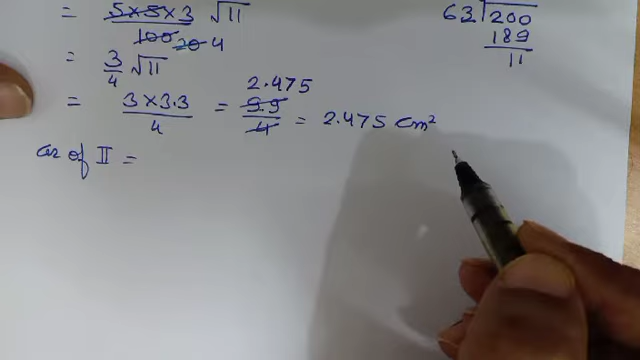 = 5×5×3 √11
100 20 4
= 3/4 √11
2.475
= 3×3.3/4 = 9.9/4 = 2.475 cm²
ar of II =
63√200
189
11